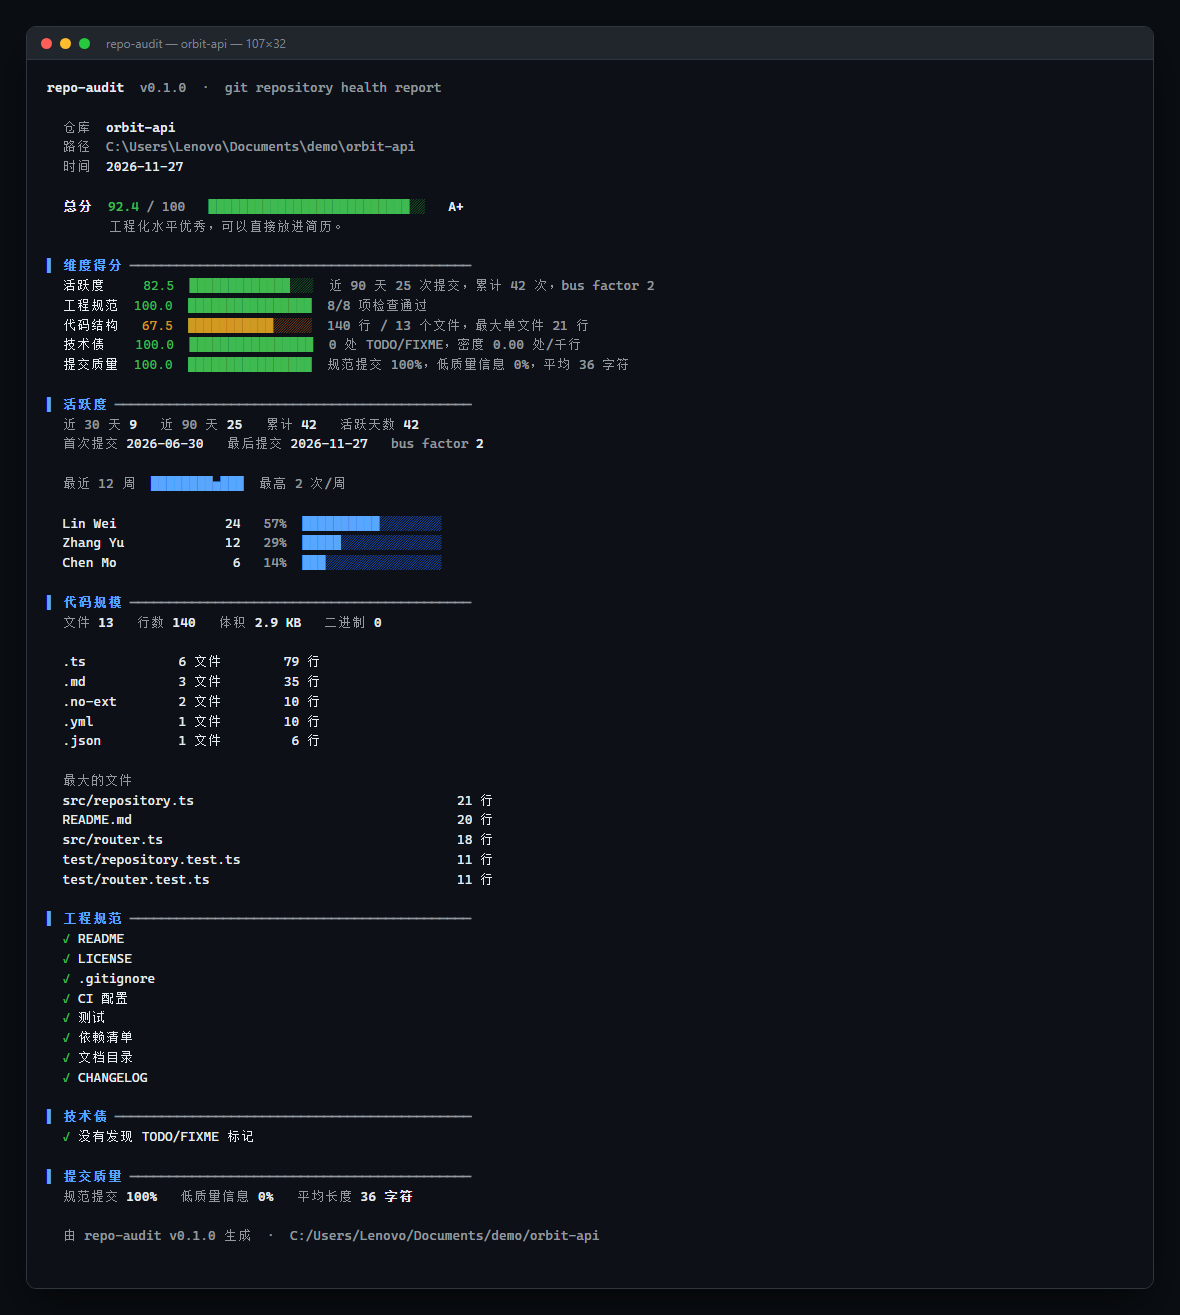 repo-audit — orbit-api — 107×32
repo-audit v0.1.0 · git repository health report
仓库 orbit-api
路径 C:\Users\Lenovo\Documents\demo\orbit-api
时间 2026-11-27
总分 92.4 / 100 A+
工程化水平优秀，可以直接放进简历。
维度得分
活跃度 82.5 近 90 天 25 次提交，累计 42 次，bus factor 2
工程规范 100.0 8/8 项检查通过
代码结构 67.5 140 行 / 13 个文件，最大单文件 21 行
技术债 100.0 0 处 TODO/FIXME，密度 0.00 处/千行
提交质量 100.0 规范提交 100%，低质量信息 0%，平均 36 字符
活跃度
近 30 天 9 近 90 天 25 累计 42 活跃天数 42
首次提交 2026-06-30 最后提交 2026-11-27 bus factor 2
最近 12 周 最高 2 次/周
Lin Wei 24 57%
Zhang Yu 12 29%
Chen Mo 6 14%
代码规模
文件 13 行数 140 体积 2.9 KB 二进制 0
.ts 6 文件 79 行
.md 3 文件 35 行
.no-ext 2 文件 10 行
.yml 1 文件 10 行
.json 1 文件 6 行
最大的文件
src/repository.ts 21 行
README.md 20 行
src/router.ts 18 行
test/repository.test.ts 11 行
test/router.test.ts 11 行
工程规范
✓ README
✓ LICENSE
✓ .gitignore
✓ CI 配置
✓ 测试
✓ 依赖清单
✓ 文档目录
✓ CHANGELOG
技术债
✓ 没有发现 TODO/FIXME 标记
提交质量
规范提交 100% 低质量信息 0% 平均长度 36 字符
由 repo-audit v0.1.0 生成 · C:/Users/Lenovo/Documents/demo/orbit-api